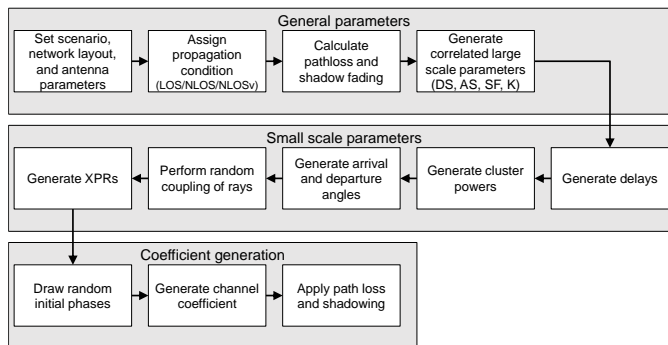 General parameters
Set scenario,
network layout,
and antenna
parameters
Assign
propagation
condition
(LOS/NLOS/NLOSv)
Calculate
pathloss and
shadow fading
Generate
correlated large
scale parameters
(DS, AS, SF, K)
Small scale parameters
Generate XPRs
Perform random
coupling of rays
Generate arrival
and departure
angles
Generate cluster
powers
Generate delays
Coefficient generation
Draw random
initial phases
Generate channel
coefficient
Apply path loss
and shadowing